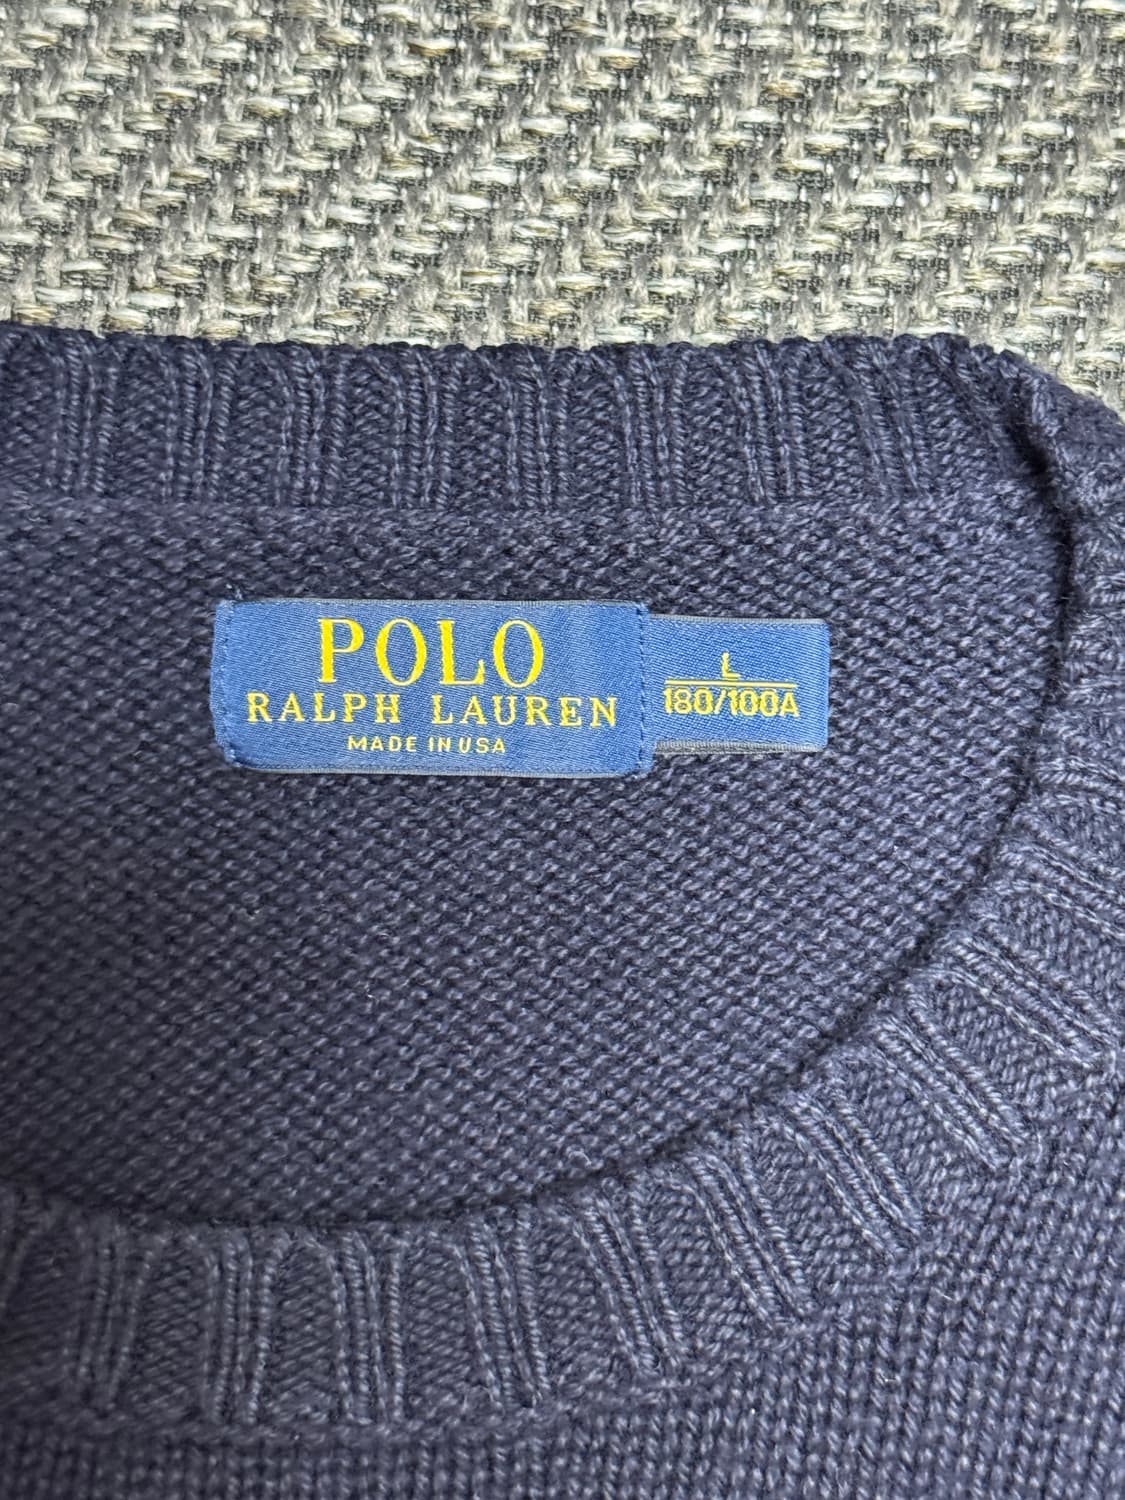 POLO
RALPH LAUREN
MADE IN USA
L
180/100A